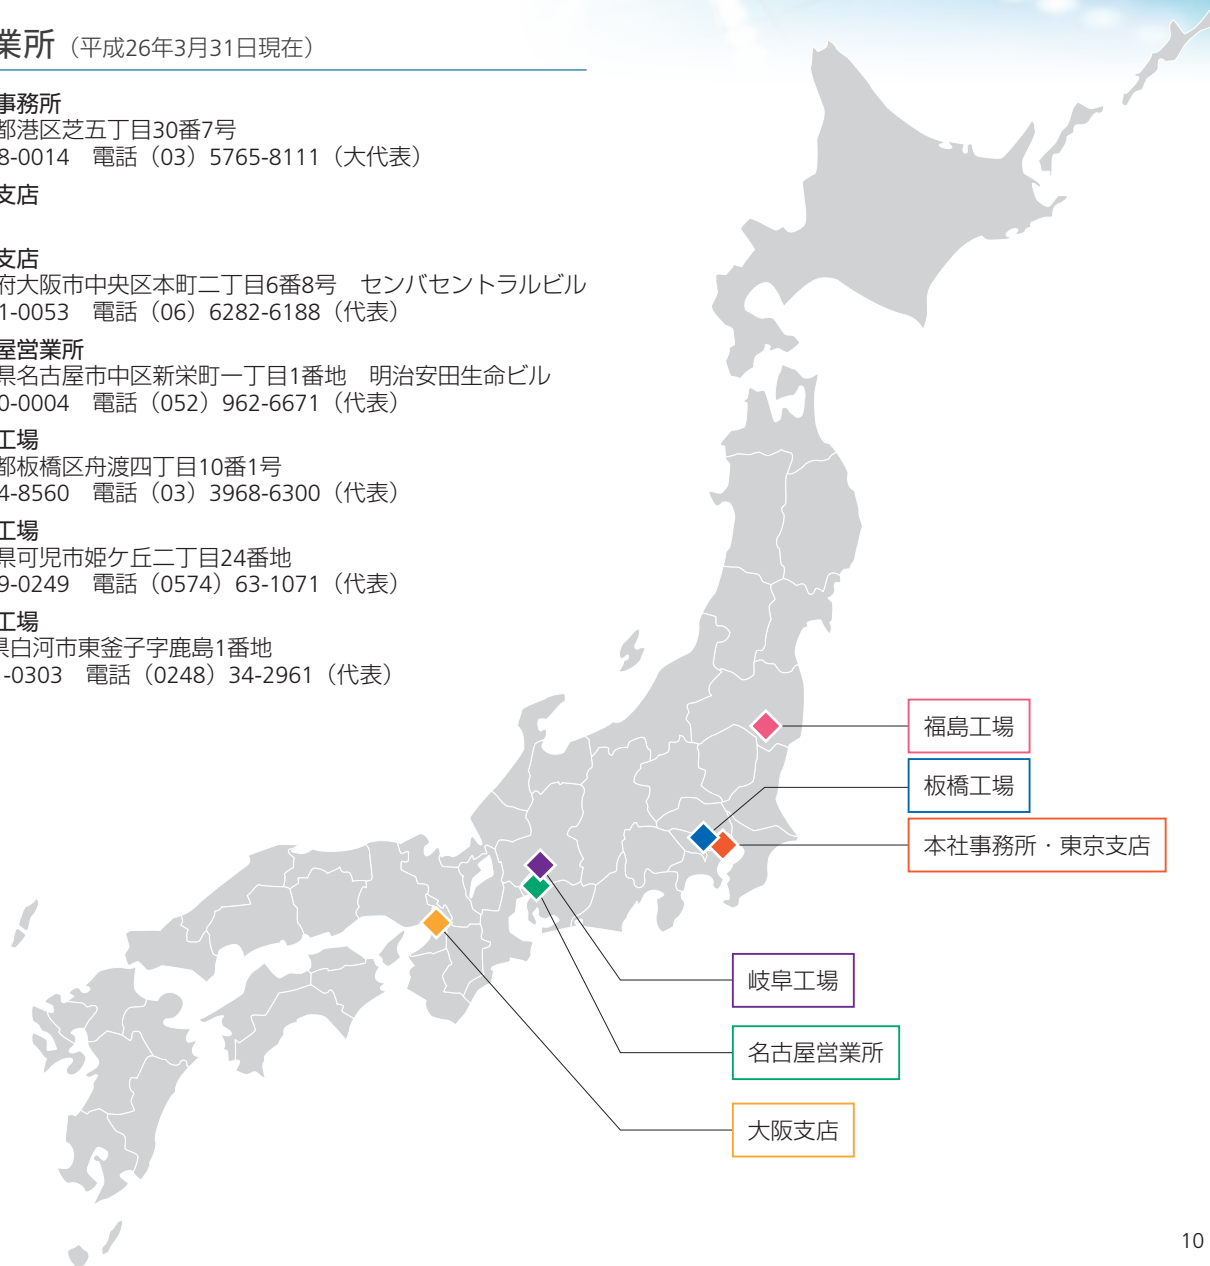 業所（平成26年3月31日現在）
事務所
都港区芝五丁目30番7号
8-0014　電話（03）5765-8111（大代表）
支店
支店
府大阪市中央区本町二丁目6番8号　センバセントラルビル
1-0053　電話（06）6282-6188（代表）
屋営業所
県名古屋市中区新栄町一丁目1番地　明治安田生命ビル
0-0004　電話（052）962-6671（代表）
工場
都板橋区舟渡四丁目10番1号
4-8560　電話（03）3968-6300（代表）
工場
県可児市姫ケ丘二丁目24番地
9-0249　電話（0574）63-1071（代表）
工場
県白河市東釜子字鹿島1番地
-0303　電話（0248）34-2961（代表）
福島工場
板橋工場
本社事務所・東京支店
岐阜工場
名古屋営業所
大阪支店
10